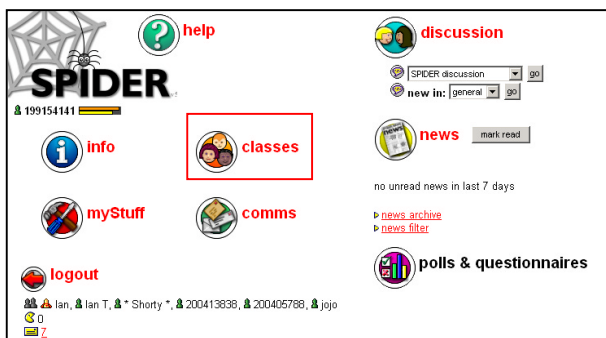 help
SPIDER
199154141
info
classes
myStuff
comms
logout
Ian, Ian T, * Shorty *, 200413838, 200405788, jojo
0
7
discussion
SPIDER discussion go
new in: general go
news mark read
no unread news in last 7 days
news archive
news filter
polls & questionnaires